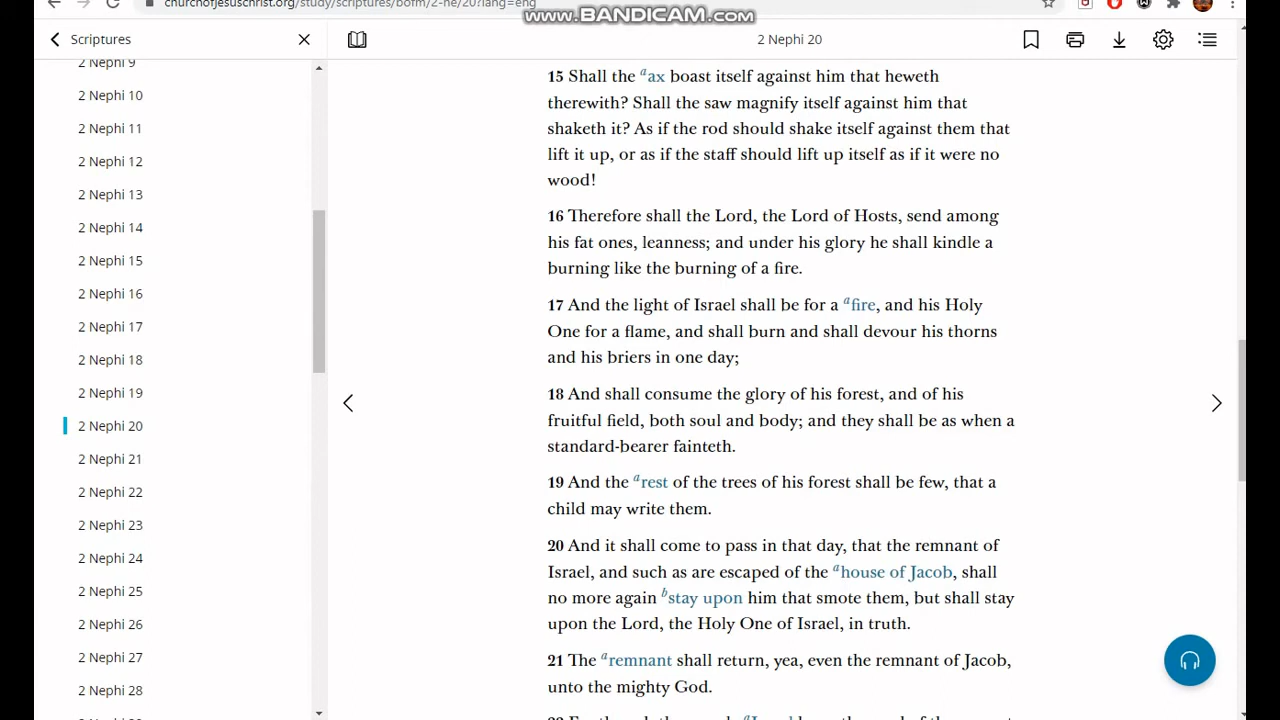 churchofjesuschrist.org/study/scriptures/bofm/2-ne/20?lang=eng
www.BANDICAM.com
Scriptures
2 Nephi 20
2 Nephi 9
2 Nephi 10
2 Nephi 11
2 Nephi 12
2 Nephi 13
2 Nephi 14
2 Nephi 15
2 Nephi 16
2 Nephi 17
2 Nephi 18
2 Nephi 19
2 Nephi 20
2 Nephi 21
2 Nephi 22
2 Nephi 23
2 Nephi 24
2 Nephi 25
2 Nephi 26
2 Nephi 27
2 Nephi 28
15 Shall the a ax boast itself against him that heweth
therewith? Shall the saw magnify itself against him that
shaketh it? As if the rod should shake itself against them that
lift it up, or as if the staff should lift up itself as if it were no
wood!
16 Therefore shall the Lord, the Lord of Hosts, send among
his fat ones, leanness; and under his glory he shall kindle a
burning like the burning of a fire.
17 And the light of Israel shall be for a a fire, and his Holy
One for a flame, and shall burn and shall devour his thorns
and his briers in one day;
18 And shall consume the glory of his forest, and of his
fruitful field, both soul and body; and they shall be as when a
standard-bearer fainteth.
19 And the a rest of the trees of his forest shall be few, that a
child may write them.
20 And it shall come to pass in that day, that the remnant of
Israel, and such as are escaped of the a house of Jacob, shall
no more again b stay upon him that smote them, but shall stay
upon the Lord, the Holy One of Israel, in truth.
21 The a remnant shall return, yea, even the remnant of Jacob,
unto the mighty God.